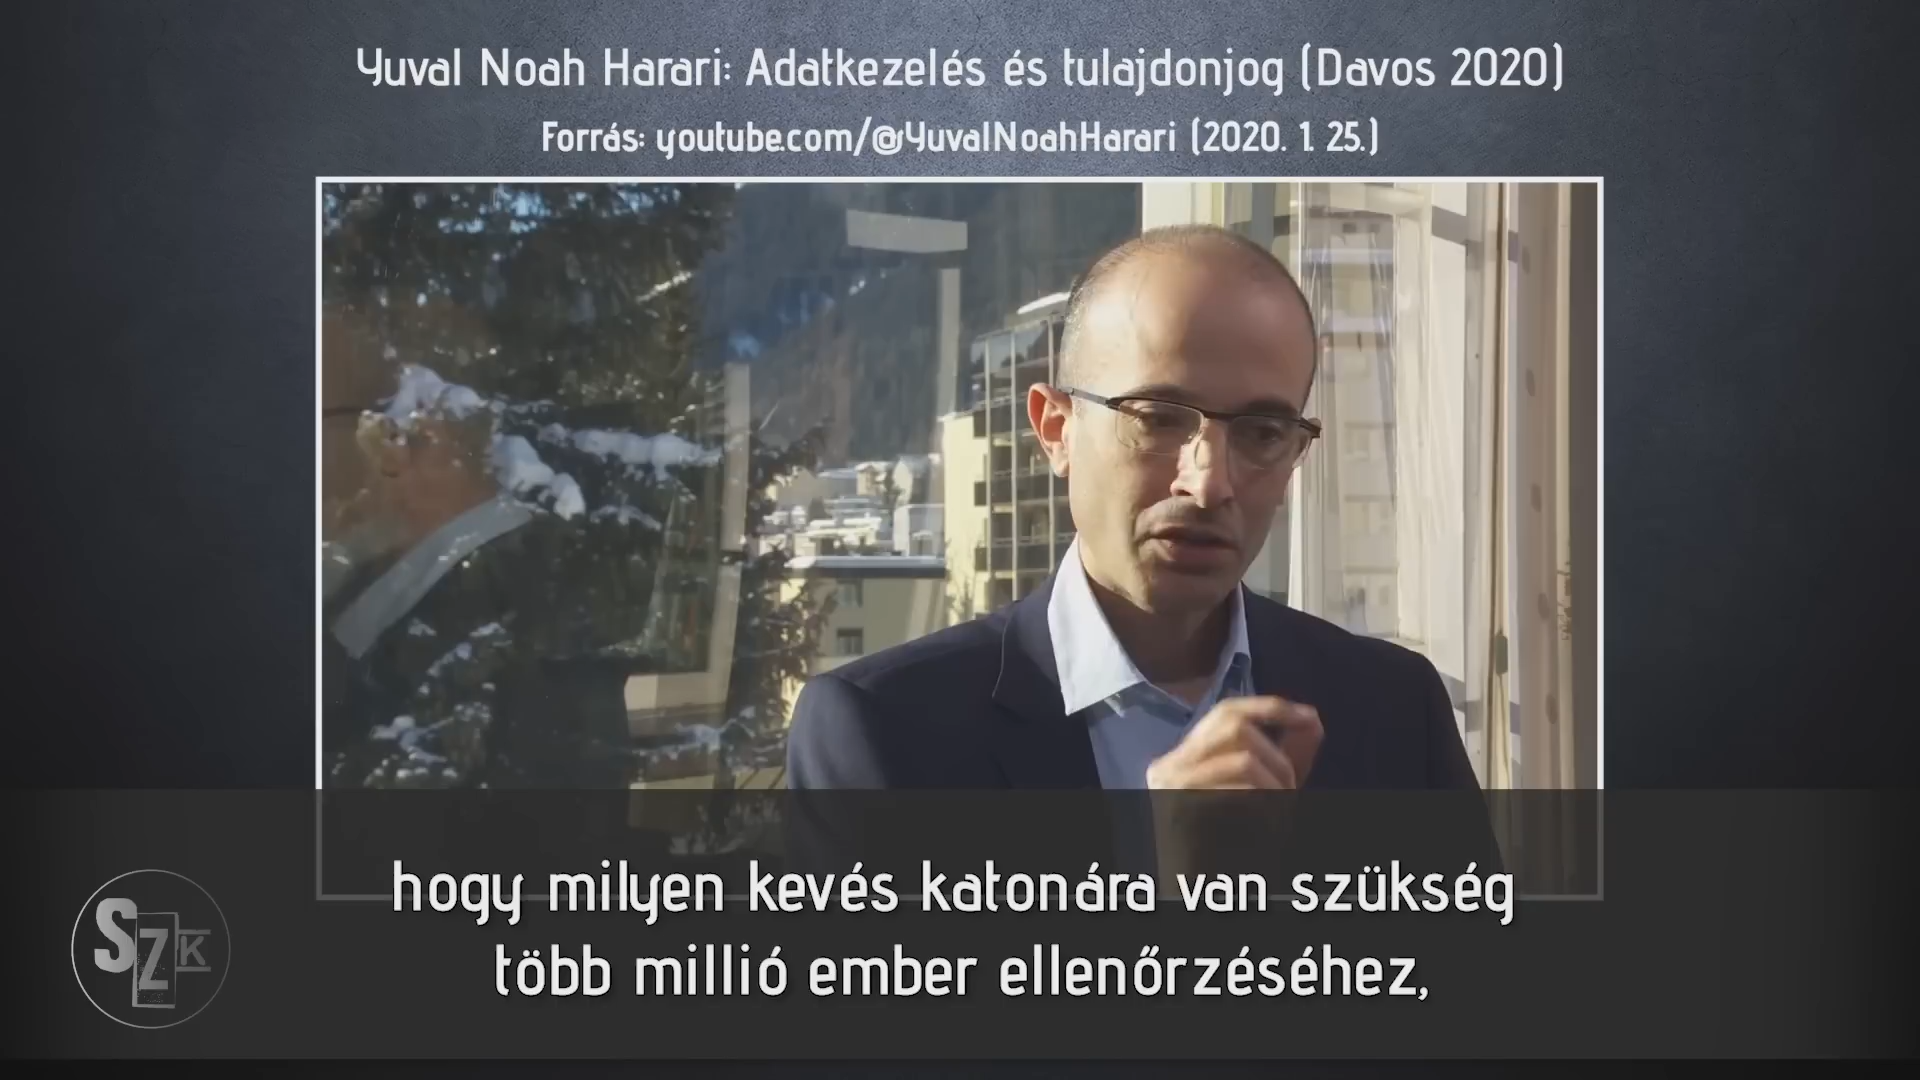 Yuval Noah Harari: Adatkezelés és tulajdonjog (Davos 2020)
Forrás: youtube.com/@YuvalNoahHarari (2020. 1. 25.)
hogy milyen kevés katonára van szükség
több millió ember ellenőrzéséhez,
SZK